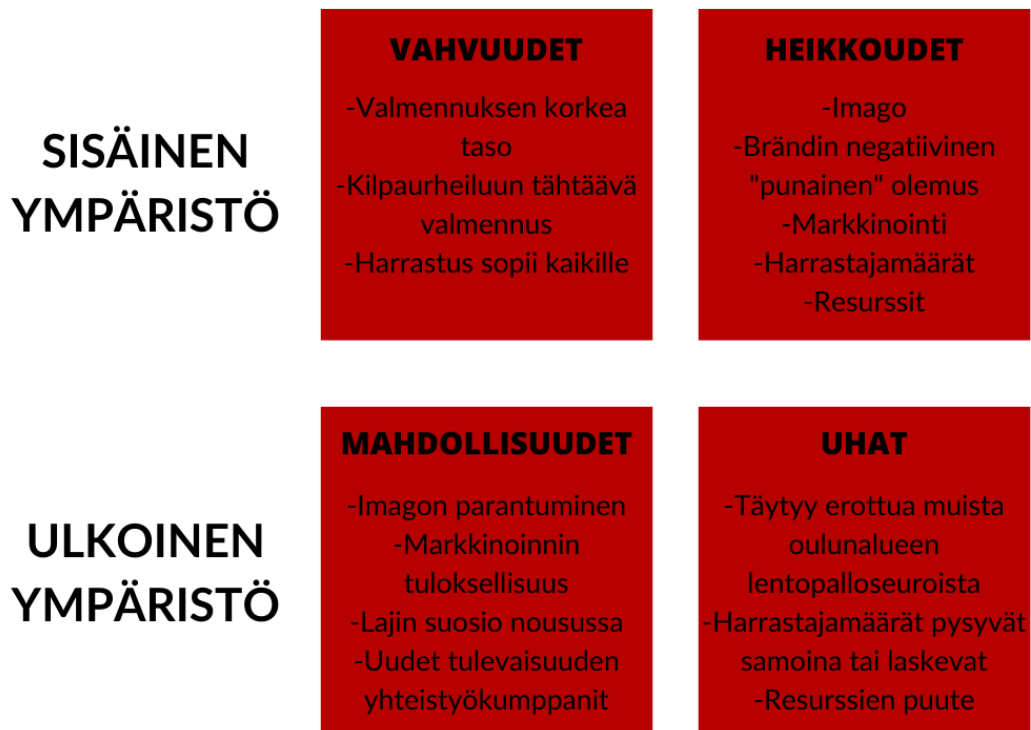 SISÄINEN
YMPÄRISTÖ
VAHVUUDET
-Valmennuksen korkea
taso
-Kilpaurheiluun tähtäävä
valmennus
-Harrastus sopii kaikille
HEIKKOUDET
-Imago
-Brändin negatiivinen
"punainen" olemus
-Markkinointi
-Harrastajamäärät
-Resurssit
ULKOINEN
YMPÄRISTÖ
MAHDOLLISUUDET
-Imagon parantuminen
-Markkinoinnin
tuloksellisuus
-Lajin suosio nousussa
-Uudet tulevaisuuden
yhteistyökumppanit
UHAT
-Täytyy erottua muista
oulunalueen
lentopalloseuroista
-Harrastajamäärät pysyvät
samoina tai laskevat
-Resurssien puute